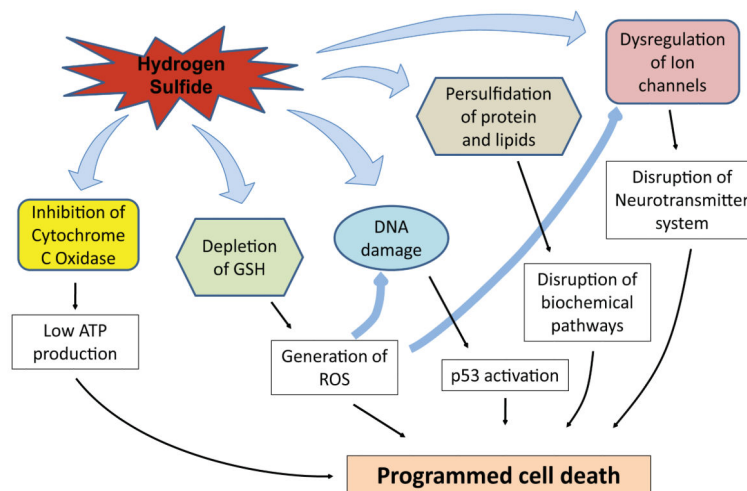 Hydrogen
Sulfide
Dysregulation
of Ion
channels
Persulfidation
of protein
and lipids
Inhibition of
Cytochrome
C Oxidase
Depletion
of GSH
DNA
damage
Disruption of
Neurotransmitter
system
Disruption of
biochemical
pathways
Low ATP
production
Generation of
ROS
p53 activation
Programmed cell death